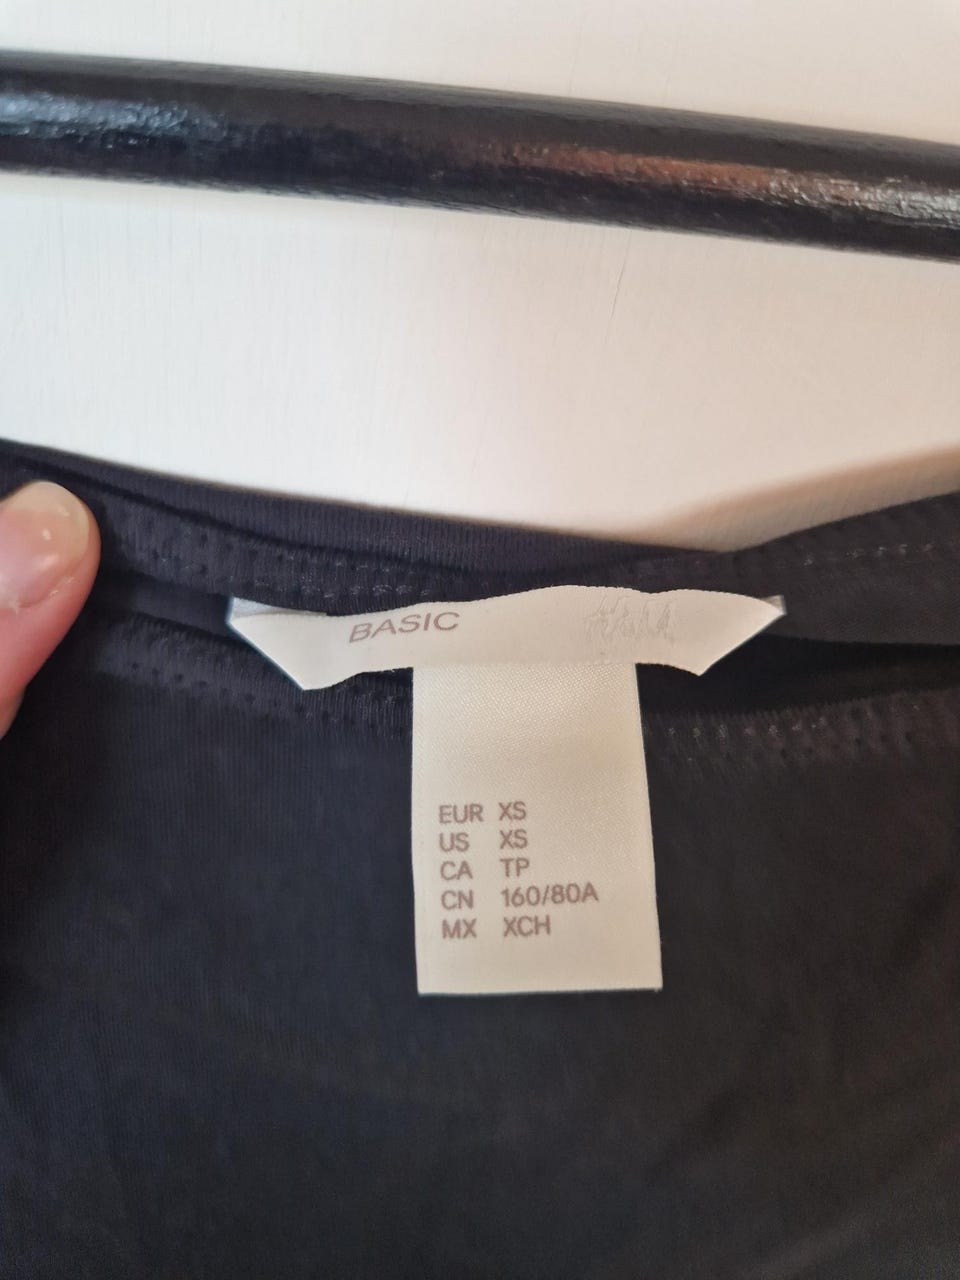 BASIC H&M
EUR XS
US XS
CA TP
CN 160/80A
MX XCH